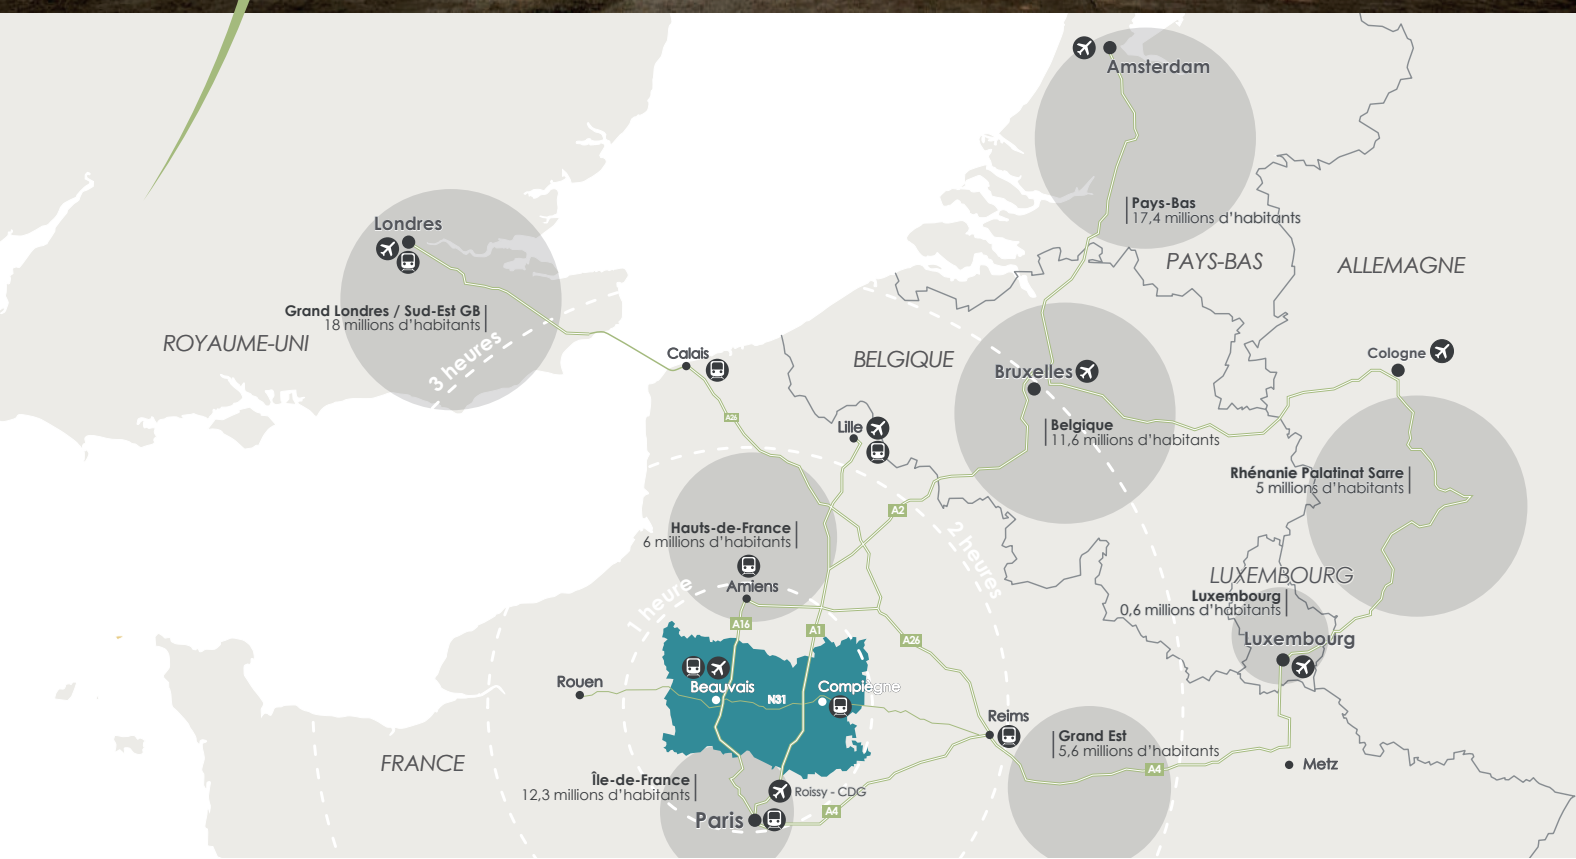 Amsterdam
Pays-Bas
17,4 millions d’habitants
PAYS-BAS
ALLEMAGNE
Londres
Grand Londres / Sud-Est GB
18 millions d’habitants
ROYAUME-UNI
3 heures
Calais
A26
BELGIQUE
Bruxelles
Cologne
Lille
Belgique
11,6 millions d’habitants
Rhénanie Palatinat Sarre
5 millions d’habitants
A2
Hauts-de-France
6 millions d’habitants
2 heures
Amiens
1 heure
LUXEMBOURG
Luxembourg
0,6 millions d’habitants
Luxembourg
A16
A1
A26
Rouen
Beauvais
N31
Compiègne
Reims
Grand Est
5,6 millions d’habitants
A4
Metz
FRANCE
Île-de-France
12,3 millions d’habitants
Roissy - CDG
A4
Paris